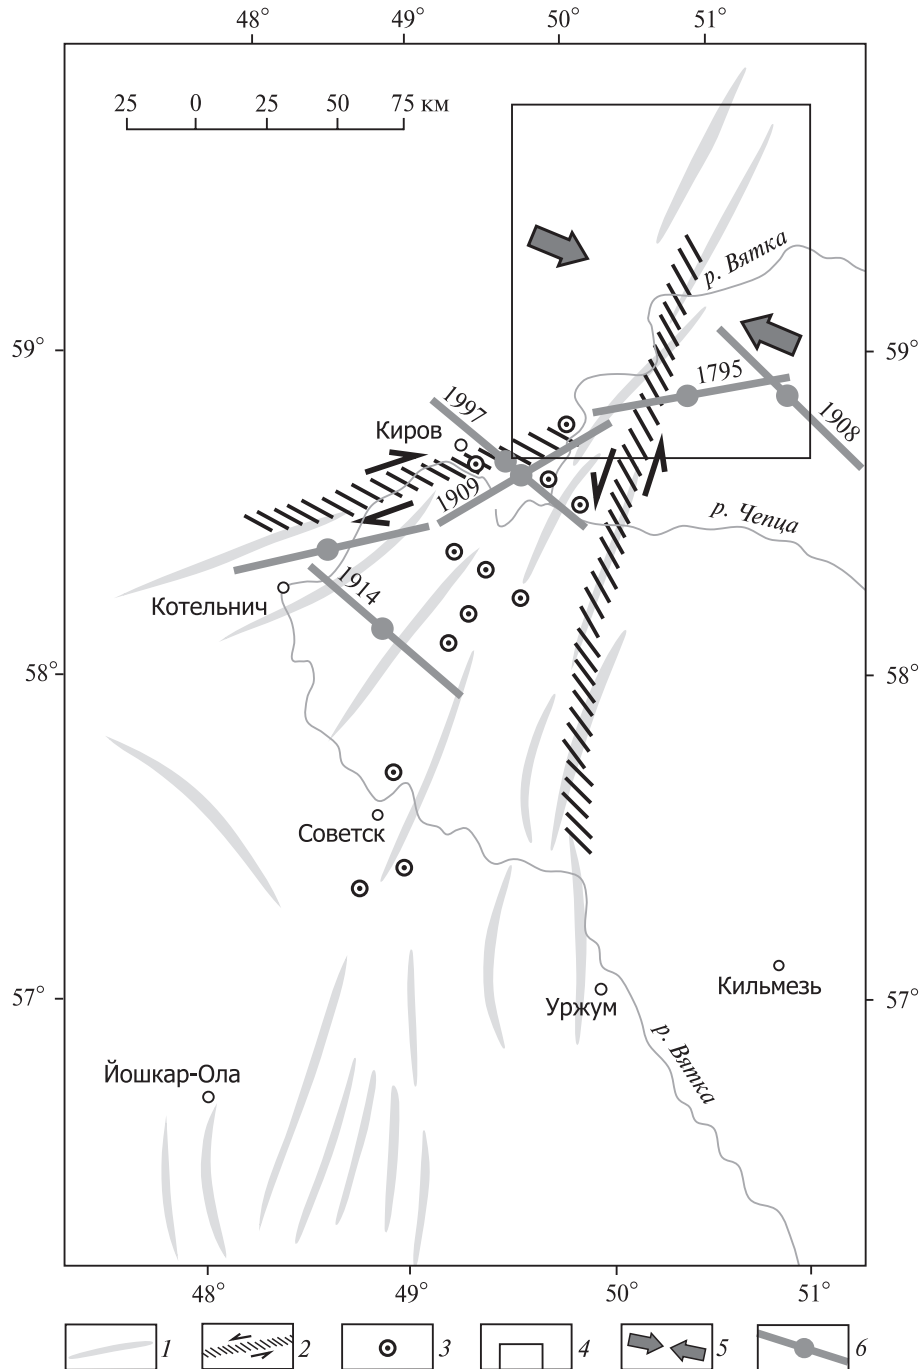 48° 49° 50° 51°
25 0 25 50 75 км
р. Вятка
59° 59°
1795
1997
1908
Киров
1909
р. Чепца
1914
Котельнич
58° 58°
Советск
57° 57°
Кильмезь
Уржум
р. Вятка
Йошкар-Ола
48° 49° 50° 51°
1 2 3 4 5 6